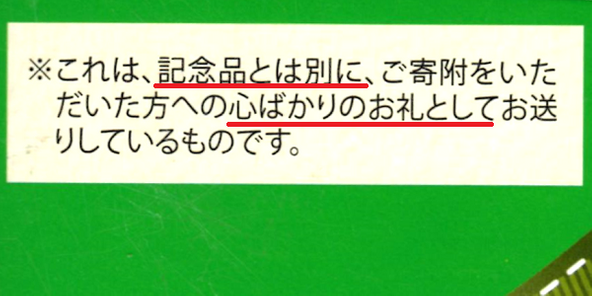 ※これは、記念品とは別に、ご寄附をいた
だいた方への心ばかりのお礼としてお送
りしているものです。